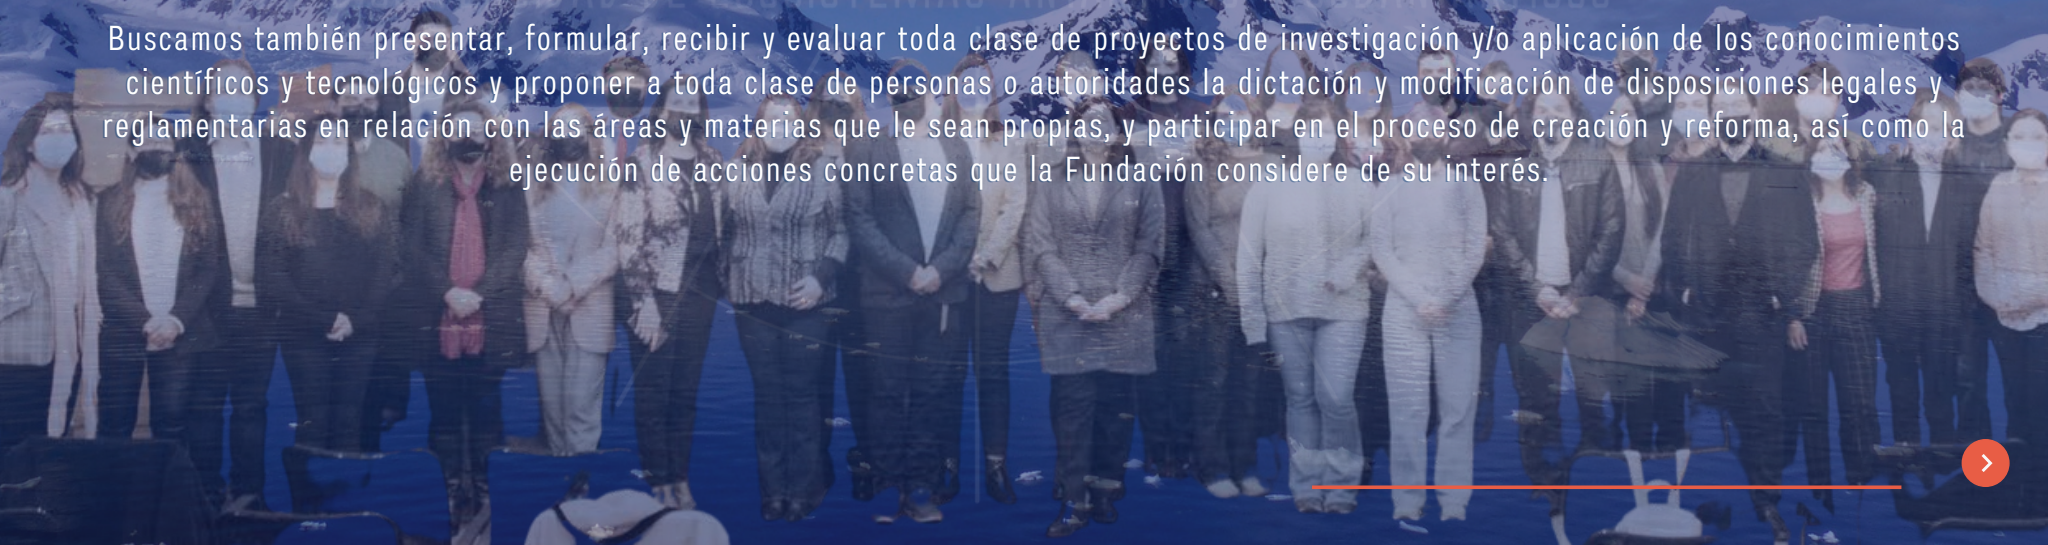 Buscamos también presentar, formular, recibir y evaluar toda clase de proyectos de investigación y/o aplicación de los conocimientos
científicos y tecnológicos y proponer a toda clase de personas o autoridades la dictación y modificación de disposiciones legales y
reglamentarias en relación con las áreas y materias que le sean propias, y participar en el proceso de creación y reforma, así como la
ejecución de acciones concretas que la Fundación considere de su interés.